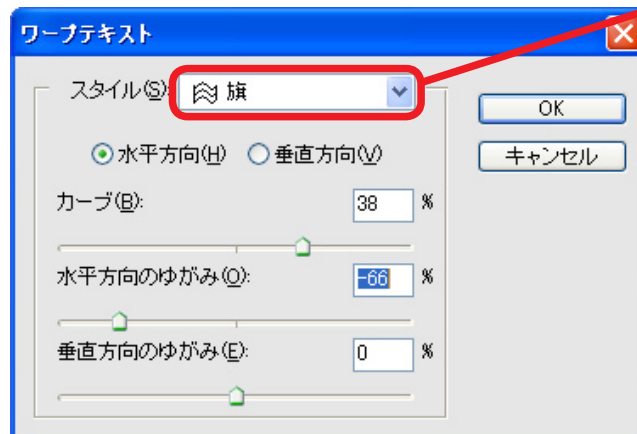 ワープテキスト
スタイル(S): 旗
OK
水平方向(H) 垂直方向(V)
キャンセル
カーブ(B): 38 %
水平方向のゆがみ(O): -66 %
垂直方向のゆがみ(E): 0 %